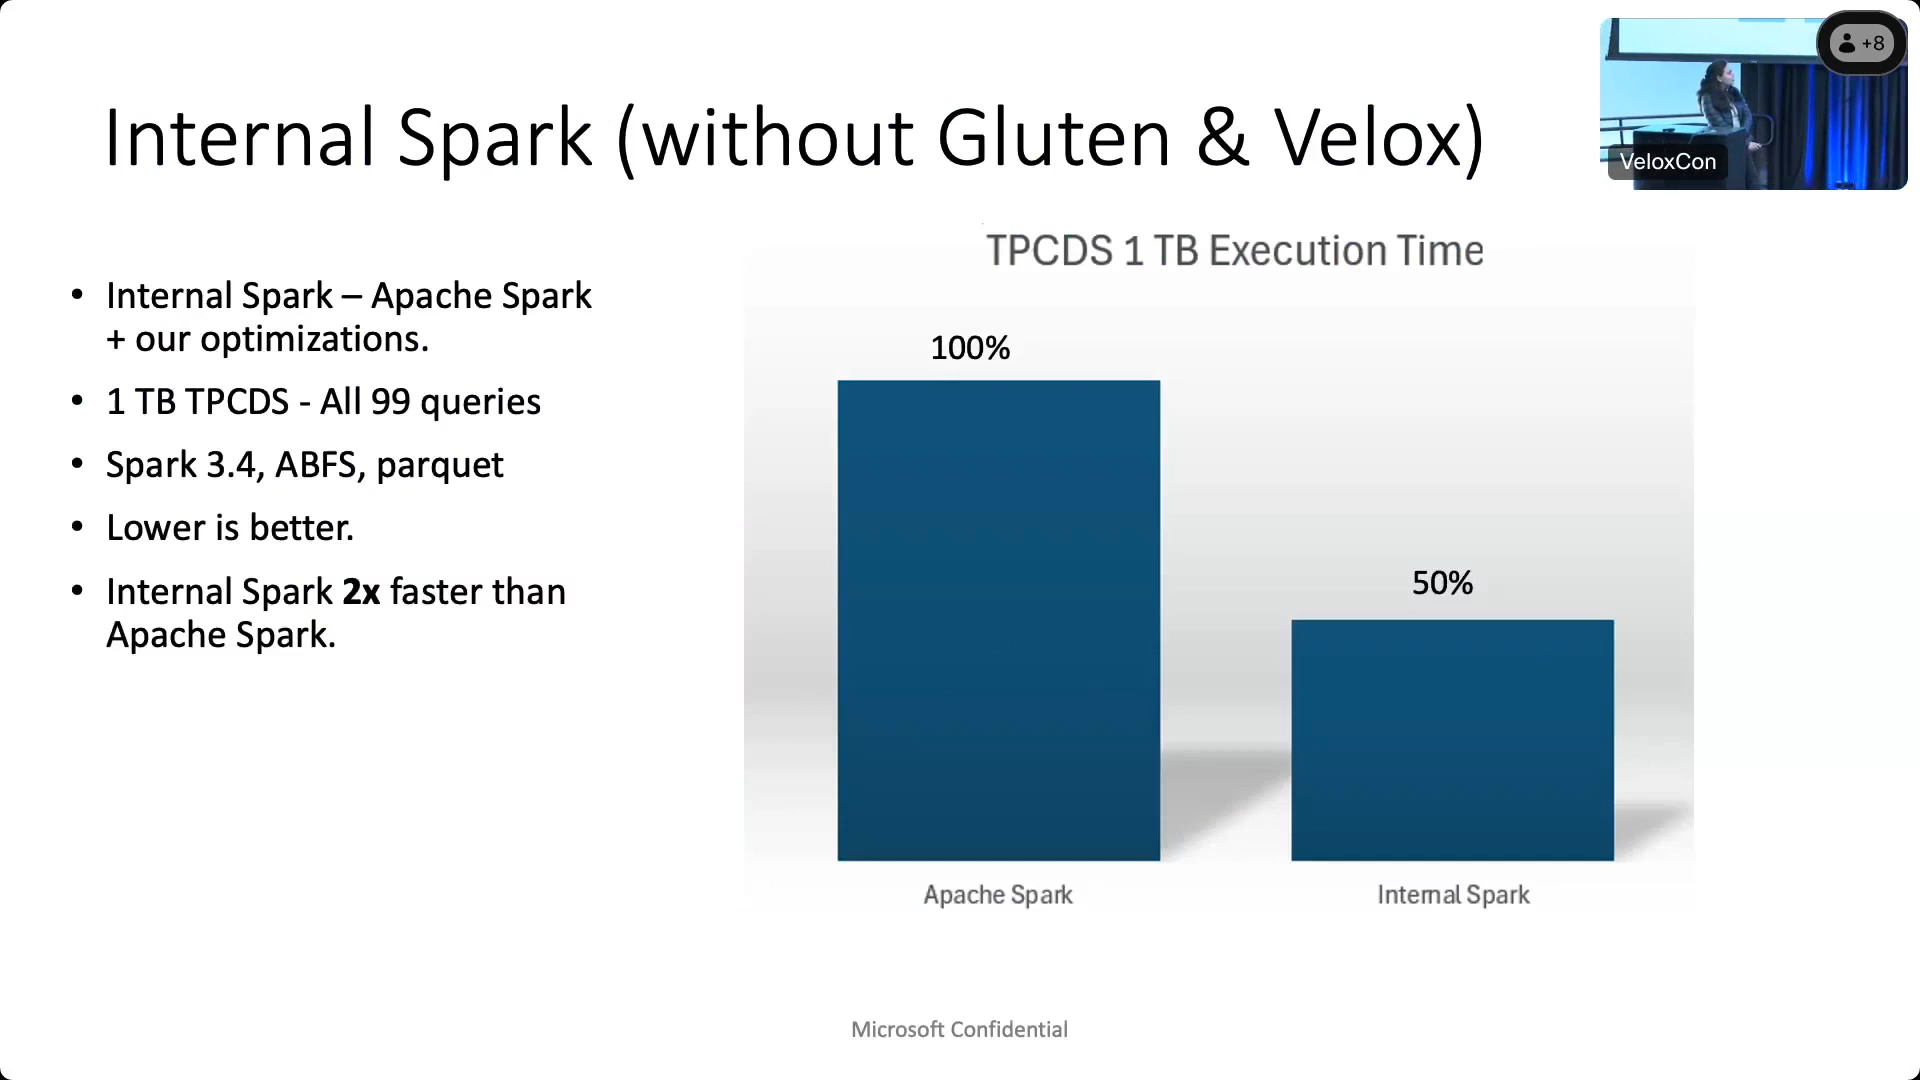 Internal Spark (without Gluten & Velox)
+8
VeloxCon
• Internal Spark – Apache Spark
+ our optimizations.
• 1 TB TPCDS - All 99 queries
• Spark 3.4, ABFS, parquet
• Lower is better.
• Internal Spark 2x faster than
Apache Spark.
TPCDS 1 TB Execution Time
100%
50%
Apache Spark
Internal Spark
Microsoft Confidential